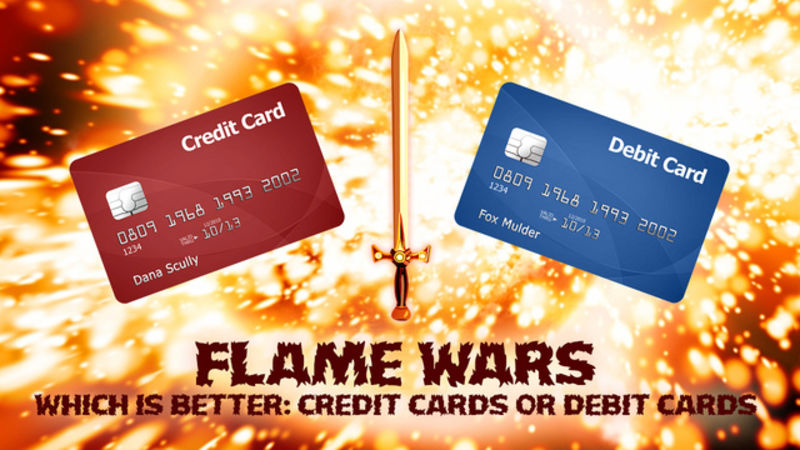 Credit Card
0809 1968 1993 2002
1234
10/13
Dana Scully
Debit Card
0809 1968 1993 2002
1234
10/13
Fox Mulder
FLAME WARS
WHICH IS BETTER: CREDIT CARDS OR DEBIT CARDS